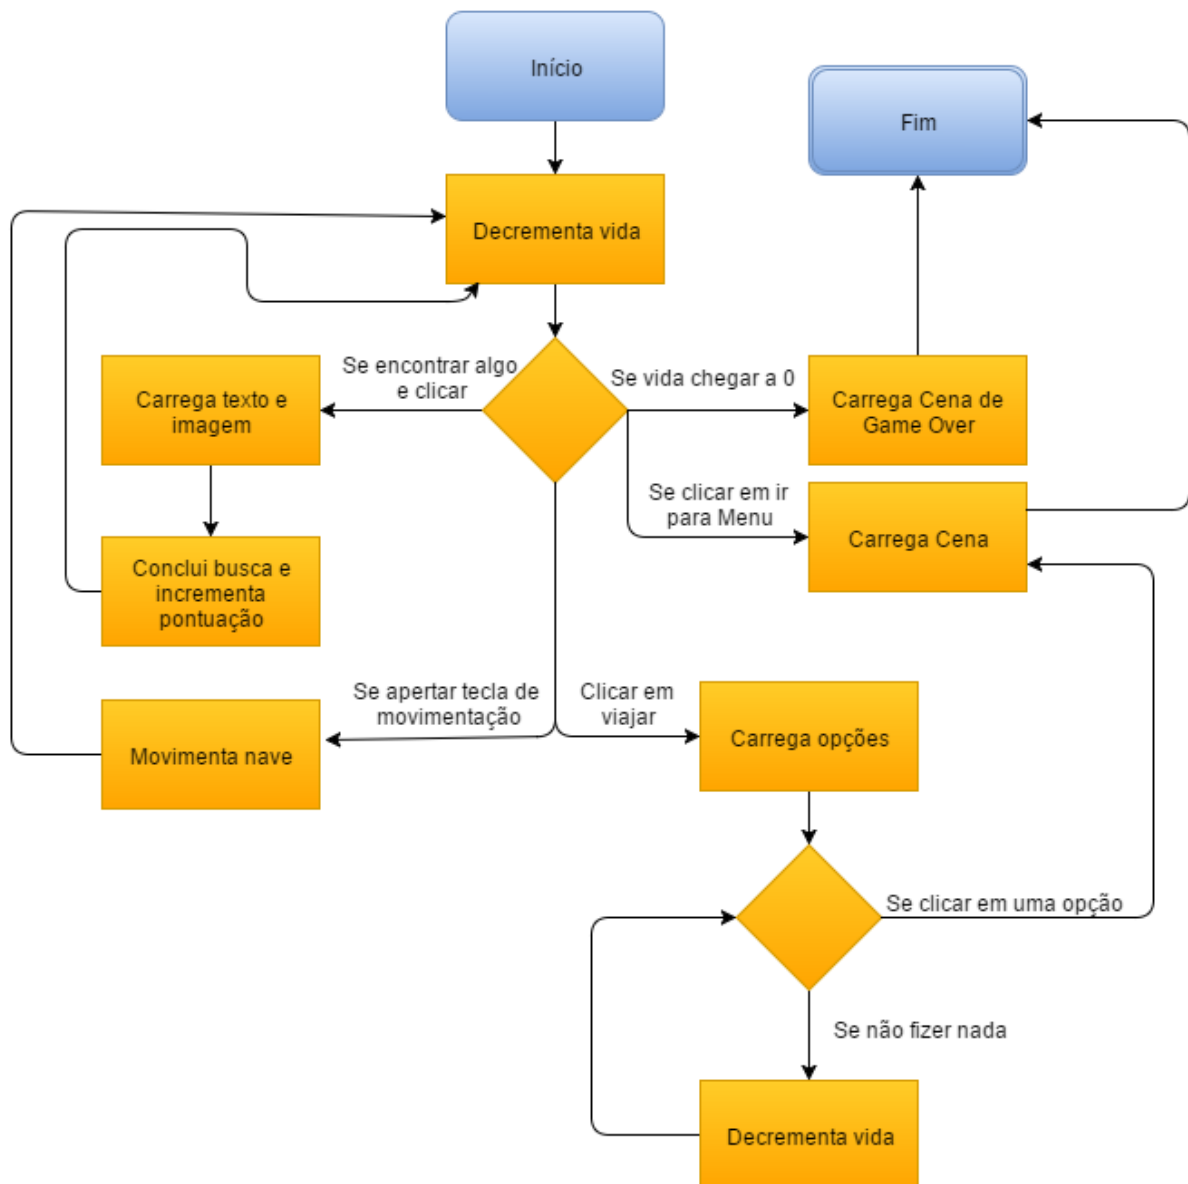 Início
Fim
Decrementa vida
Se encontrar algo
e clicar
Se vida chegar a 0
Carrega texto e
imagem
Carrega Cena de
Game Over
Se clicar em ir
para Menu
Carrega Cena
Conclui busca e
incrementa
pontuação
Se apertar tecla de
movimentação
Clicar em
viajar
Movimenta nave
Carrega opções
Se clicar em uma opção
Se não fizer nada
Decrementa vida